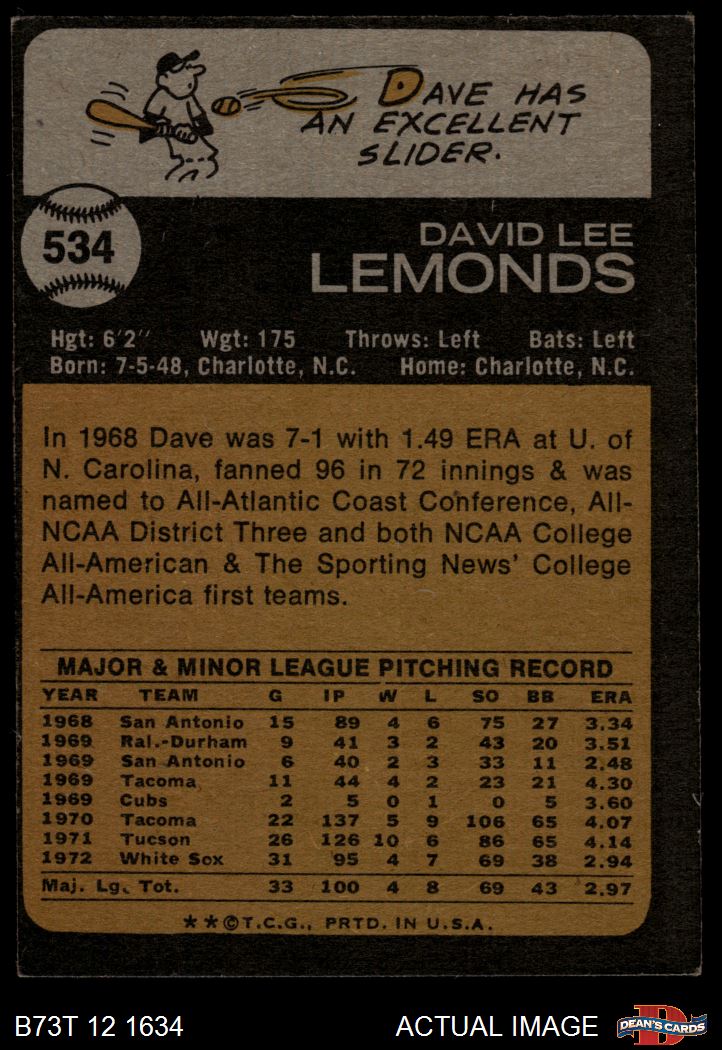 DAVE HAS
AN EXCELLENT
SLIDER.
534
DAVID LEE
LEMONDS
Hgt: 6'2" Wgt: 175 Throws: Left Bats: Left
Born: 7-5-48, Charlotte, N.C. Home: Charlotte, N.C.
In 1968 Dave was 7-1 with 1.49 ERA at U. of
N. Carolina, fanned 96 in 72 innings & was
named to All-Atlantic Coast Conference, All-
NCAA District Three and both NCAA College
All-American & The Sporting News' College
All-America first teams.
MAJOR & MINOR LEAGUE PITCHING RECORD
YEAR TEAM G IP W L SO BB ERA
1968 San Antonio 15 89 4 6 75 27 3.34
1969 Ral.-Durham 9 41 3 2 43 20 3.51
1969 San Antonio 6 40 2 3 33 11 2.48
1969 Tacoma 11 44 4 2 23 21 4.30
1969 Cubs 2 5 0 1 0 5 3.60
1970 Tacoma 22 137 5 9 106 65 4.07
1971 Tucson 26 126 10 6 86 65 4.14
1972 White Sox 31 95 4 7 69 38 2.94
Maj. Lg. Tot. 33 100 4 8 69 43 2.97
**©T.C.G., PRTD. IN U.S.A.
B73T 12 1634 ACTUAL IMAGE D DEAN'S CARDS